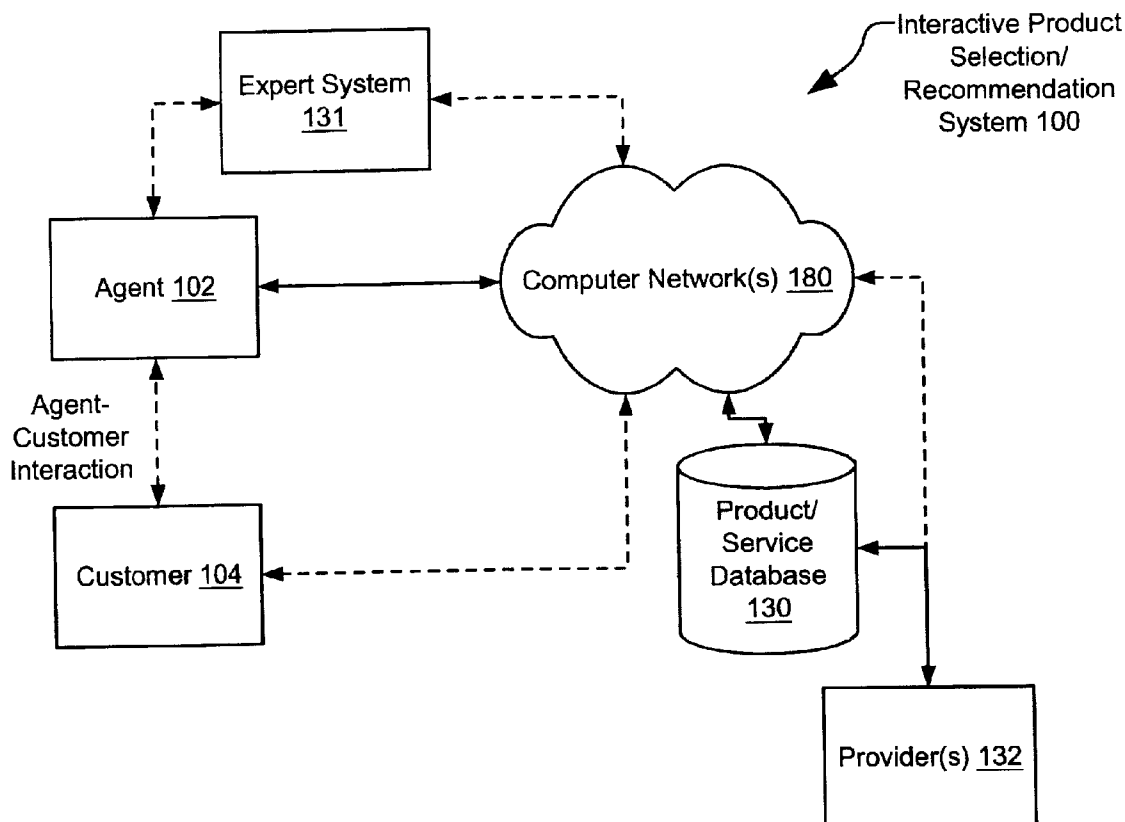 Interactive Product
Selection/
Recommendation
System 100
Expert System
131
Agent 102
Computer Network(s) 180
Agent-
Customer
Interaction
Customer 104
Product/
Service
Database
130
Provider(s) 132